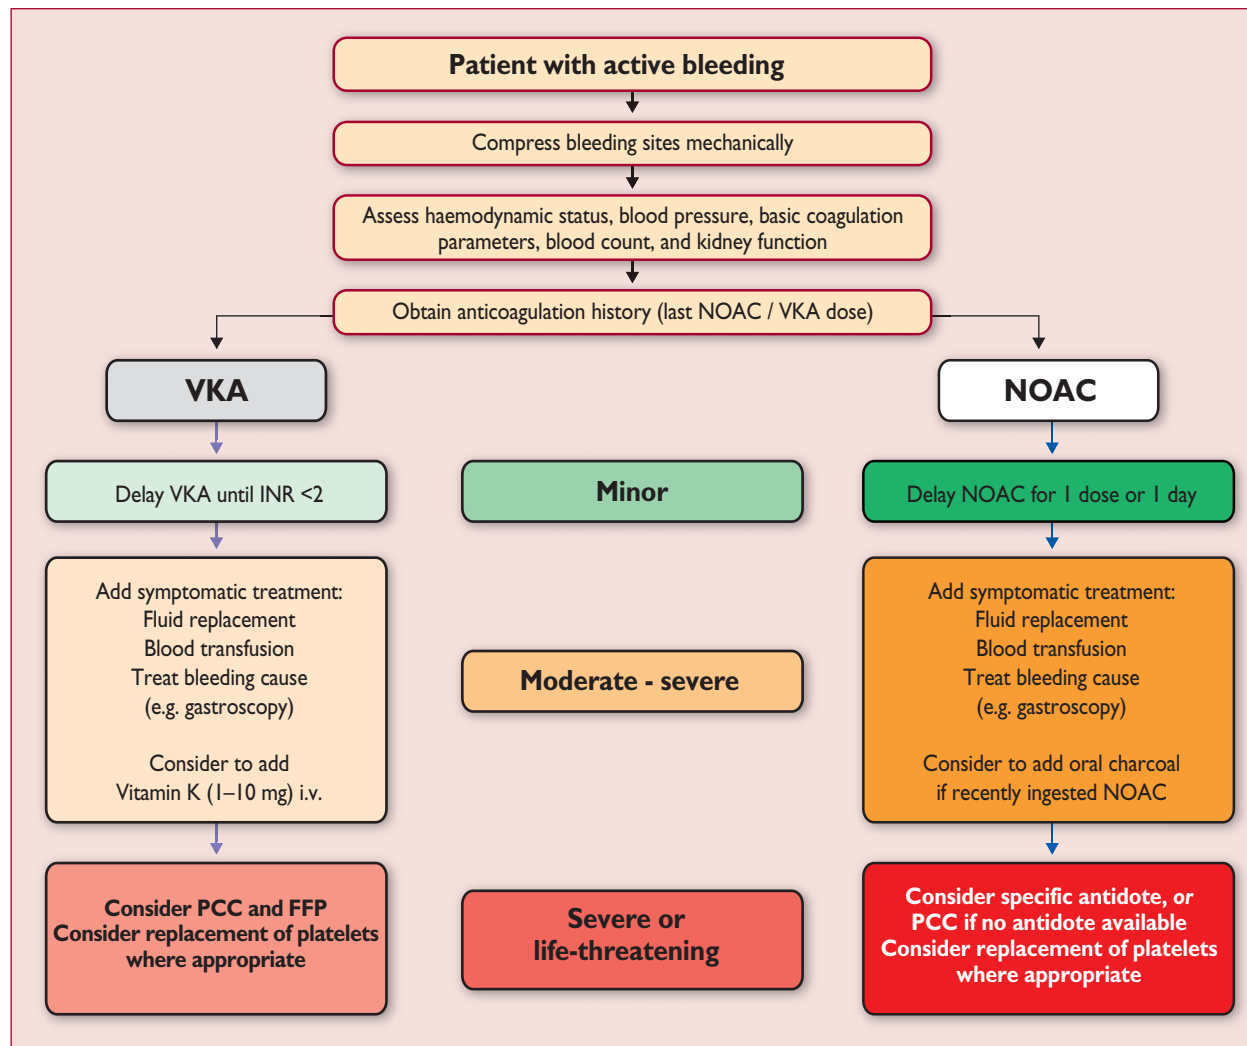 Patient with active bleeding
Compress bleeding sites mechanically
Assess haemodynamic status, blood pressure, basic coagulation
parameters, blood count, and kidney function
Obtain anticoagulation history (last NOAC / VKA dose)
VKA
NOAC
Delay VKA until INR <2
Minor
Delay NOAC for 1 dose or 1 day
Add symptomatic treatment:
Fluid replacement
Blood transfusion
Treat bleeding cause
(e.g. gastroscopy)
Consider to add
Vitamin K (1–10 mg) i.v.
Moderate - severe
Add symptomatic treatment:
Fluid replacement
Blood transfusion
Treat bleeding cause
(e.g. gastroscopy)
Consider to add oral charcoal
if recently ingested NOAC
Consider PCC and FFP
Consider replacement of platelets
where appropriate
Severe or
life-threatening
Consider specific antidote, or
PCC if no antidote available
Consider replacement of platelets
where appropriate